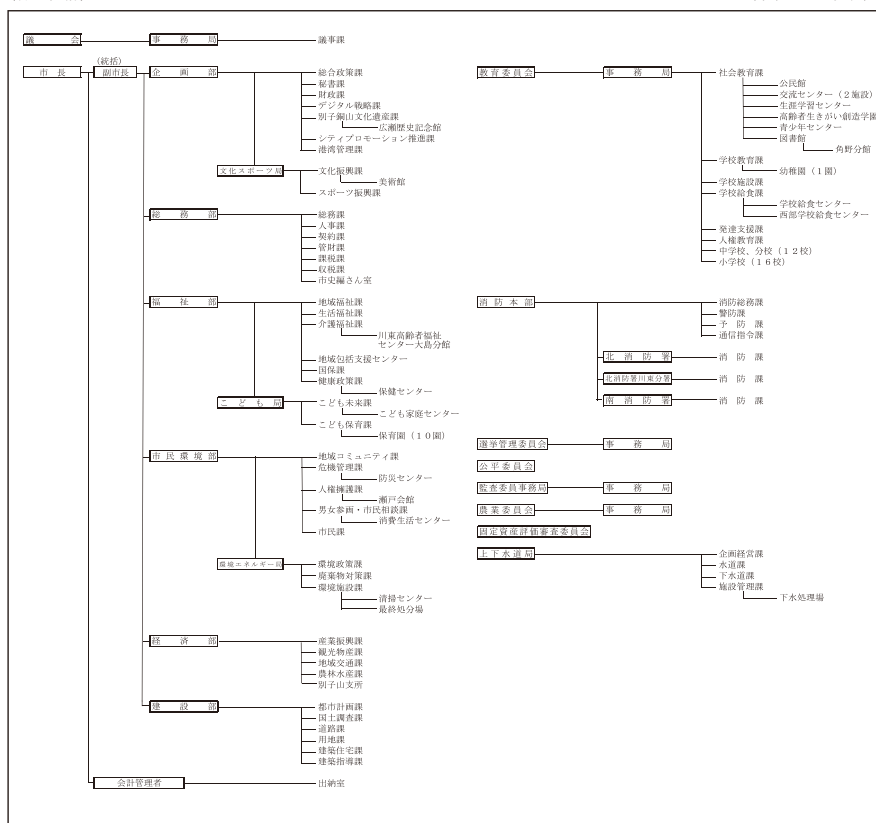 議会 事務局 議事課
(統括)
市長 副市長 企画部 総合政策課
秘書課
財政課
デジタル戦略課
別子銅山文化遺産課
広瀬歴史記念館
シティプロモーション推進課
港湾管理課
文化スポーツ局 文化振興課
美術館
スポーツ振興課
総務部 総務課
人事課
契約課
管財課
課税課
収税課
市史編さん室
福祉部 地域福祉課
生活福祉課
介護福祉課
川東高齢者福祉
センター大島分館
地域包括支援センター
国保課
健康政策課
保健センター
こども局 こども未来課
こども家庭センター
こども保育課
保育園（１０園）
市民環境部 地域コミュニティ課
危機管理課
防災センター
人権擁護課
瀬戸会館
男女参画・市民相談課
消費生活センター
市民課
環境エネルギー局 環境政策課
廃棄物対策課
環境施設課
清掃センター
最終処分場
経済部 産業振興課
観光物産課
地域交通課
農林水産課
別子山支所
建設部 都市計画課
国土調査課
道路課
用地課
建築住宅課
建築指導課
会計管理者 出納室
教育委員会 事務局 社会教育課
公民館
交流センター（２施設）
生涯学習センター
高齢者生きがい創造学園
青少年センター
図書館
角野分館
学校教育課
幼稚園（１園）
学校施設課
学校給食課
学校給食センター
西部学校給食センター
発達支援課
人権教育課
中学校、分校（１２校）
小学校（１６校）
消防本部 消防総務課
警防課
予防課
通信指令課
北消防署 消防課
北消防署川東分署 消防課
南消防署 消防課
選挙管理委員会 事務局
公平委員会
監査委員事務局 事務局
農業委員会 事務局
固定資産評価審査委員会
上下水道局 企画経営課
水道課
下水道課
施設管理課
下水処理場